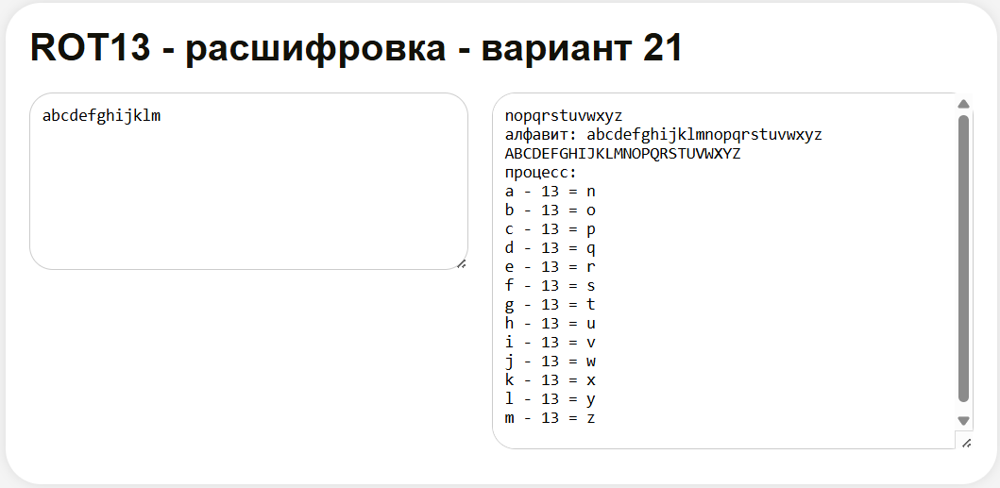 ROT13 - расшифровка - вариант 21
abcdefghijklm
nopqrstuvwxyz
алфавит: abcdefghijklmnopqrstuvwxyz
ABCDEFGHIJKLMNOPQRSTUVWXYZ
процесс:
a - 13 = n
b - 13 = o
c - 13 = p
d - 13 = q
e - 13 = r
f - 13 = s
g - 13 = t
h - 13 = u
i - 13 = v
j - 13 = w
k - 13 = x
l - 13 = y
m - 13 = z